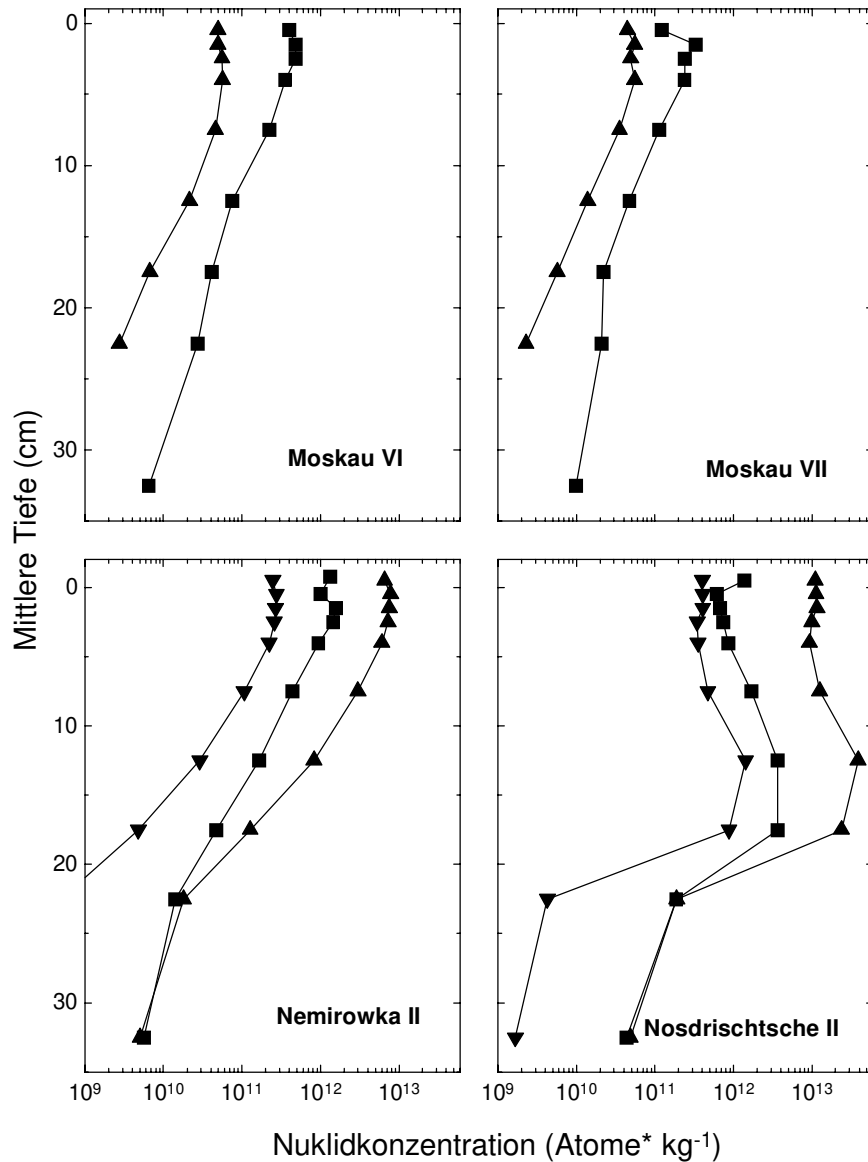 0
10
20
30
Moskau VI
Moskau VII
Mittlere Tiefe (cm)
0
10
20
30
Nemirowka II
Nosdrischtsche II
10⁹ 10¹⁰ 10¹¹ 10¹² 10¹³
10⁹ 10¹⁰ 10¹¹ 10¹² 10¹³
Nuklidkonzentration (Atome* kg⁻¹)